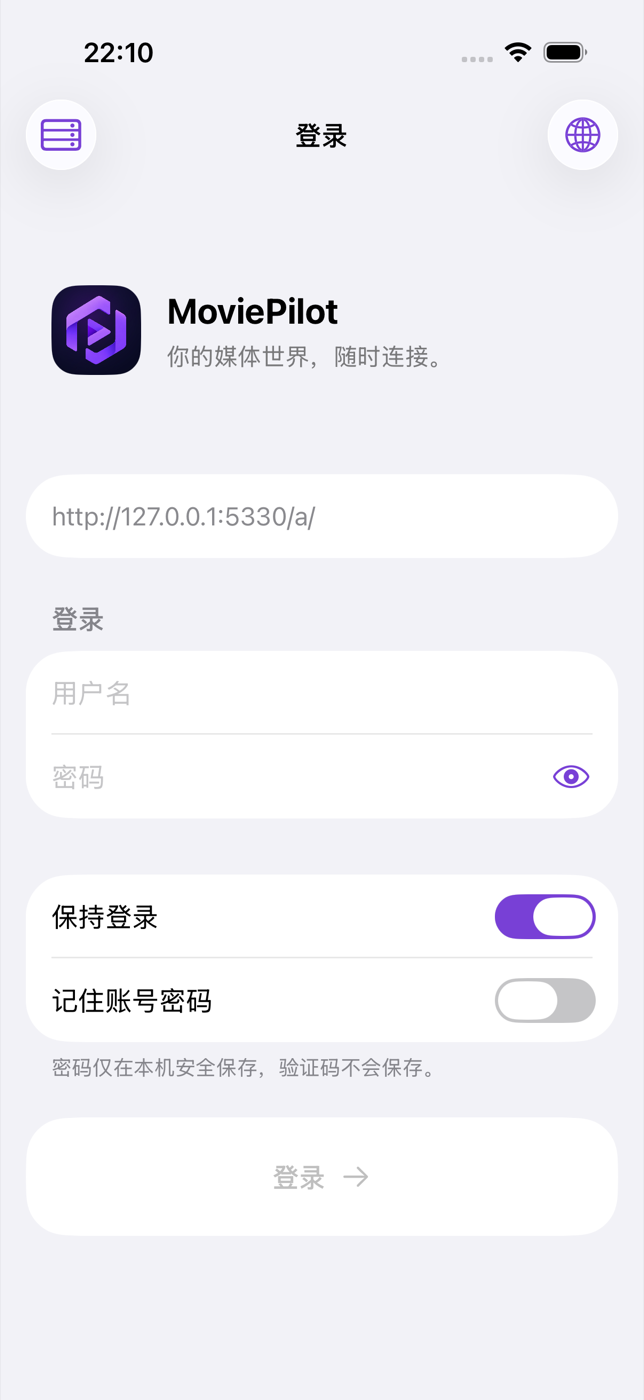 22:10
登录
MoviePilot
你的媒体世界，随时连接。
http://127.0.0.1:5330/a/
登录
用户名
密码
保持登录
记住账号密码
密码仅在本机安全保存，验证码不会保存。
登录 →